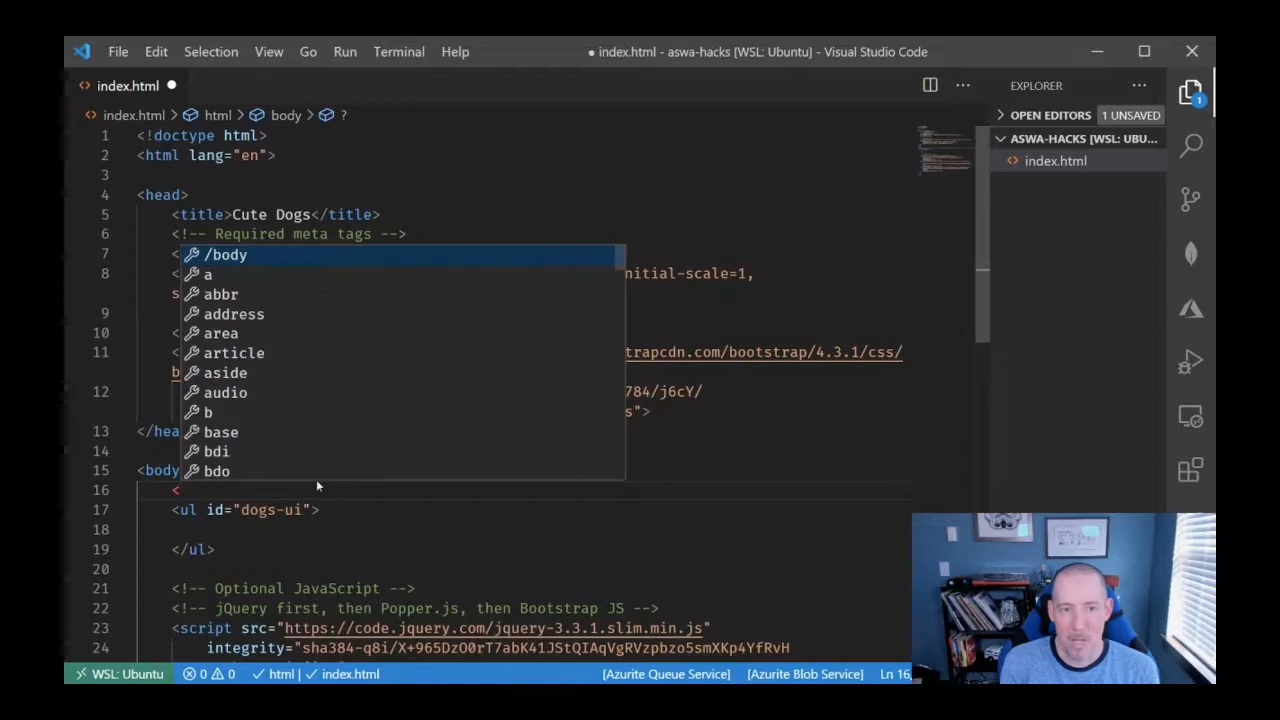 File Edit Selection View Go Run Terminal Help ● index.html - aswa-hacks [WSL: Ubuntu] - Visual Studio Code
index.html ●
EXPLORER
index.html > html > body > ?
OPEN EDITORS 1 UNSAVED
ASWA-HACKS [WSL: UBU...
index.html
1
1 <!doctype html>
2 <html lang="en">
3
4 <head>
5 <title>Cute Dogs</title>
6 <!-- Required meta tags -->
7 <
8 < nitial-scale=1,
s
9
10 <
11 < trapcdn.com/bootstrap/4.3.1/css/
b
12 784/j6cY/
s">
13 </hea
14
15 <body
16 <
17 <ul id="dogs-ui">
18
19 </ul>
20
21 <!-- Optional JavaScript -->
22 <!-- jQuery first, then Popper.js, then Bootstrap JS -->
23 <script src="https://code.jquery.com/jquery-3.3.1.slim.min.js"
24 integrity="sha384-q8i/X+965DzO0rT7abK41JStQIAqVgRVzpbzo5smXKp4YfRvH
/body
a
abbr
address
area
article
aside
audio
b
base
bdi
bdo
WSL: Ubuntu 0 0 html | index.html [Azurite Queue Service] [Azurite Blob Service] Ln 16,